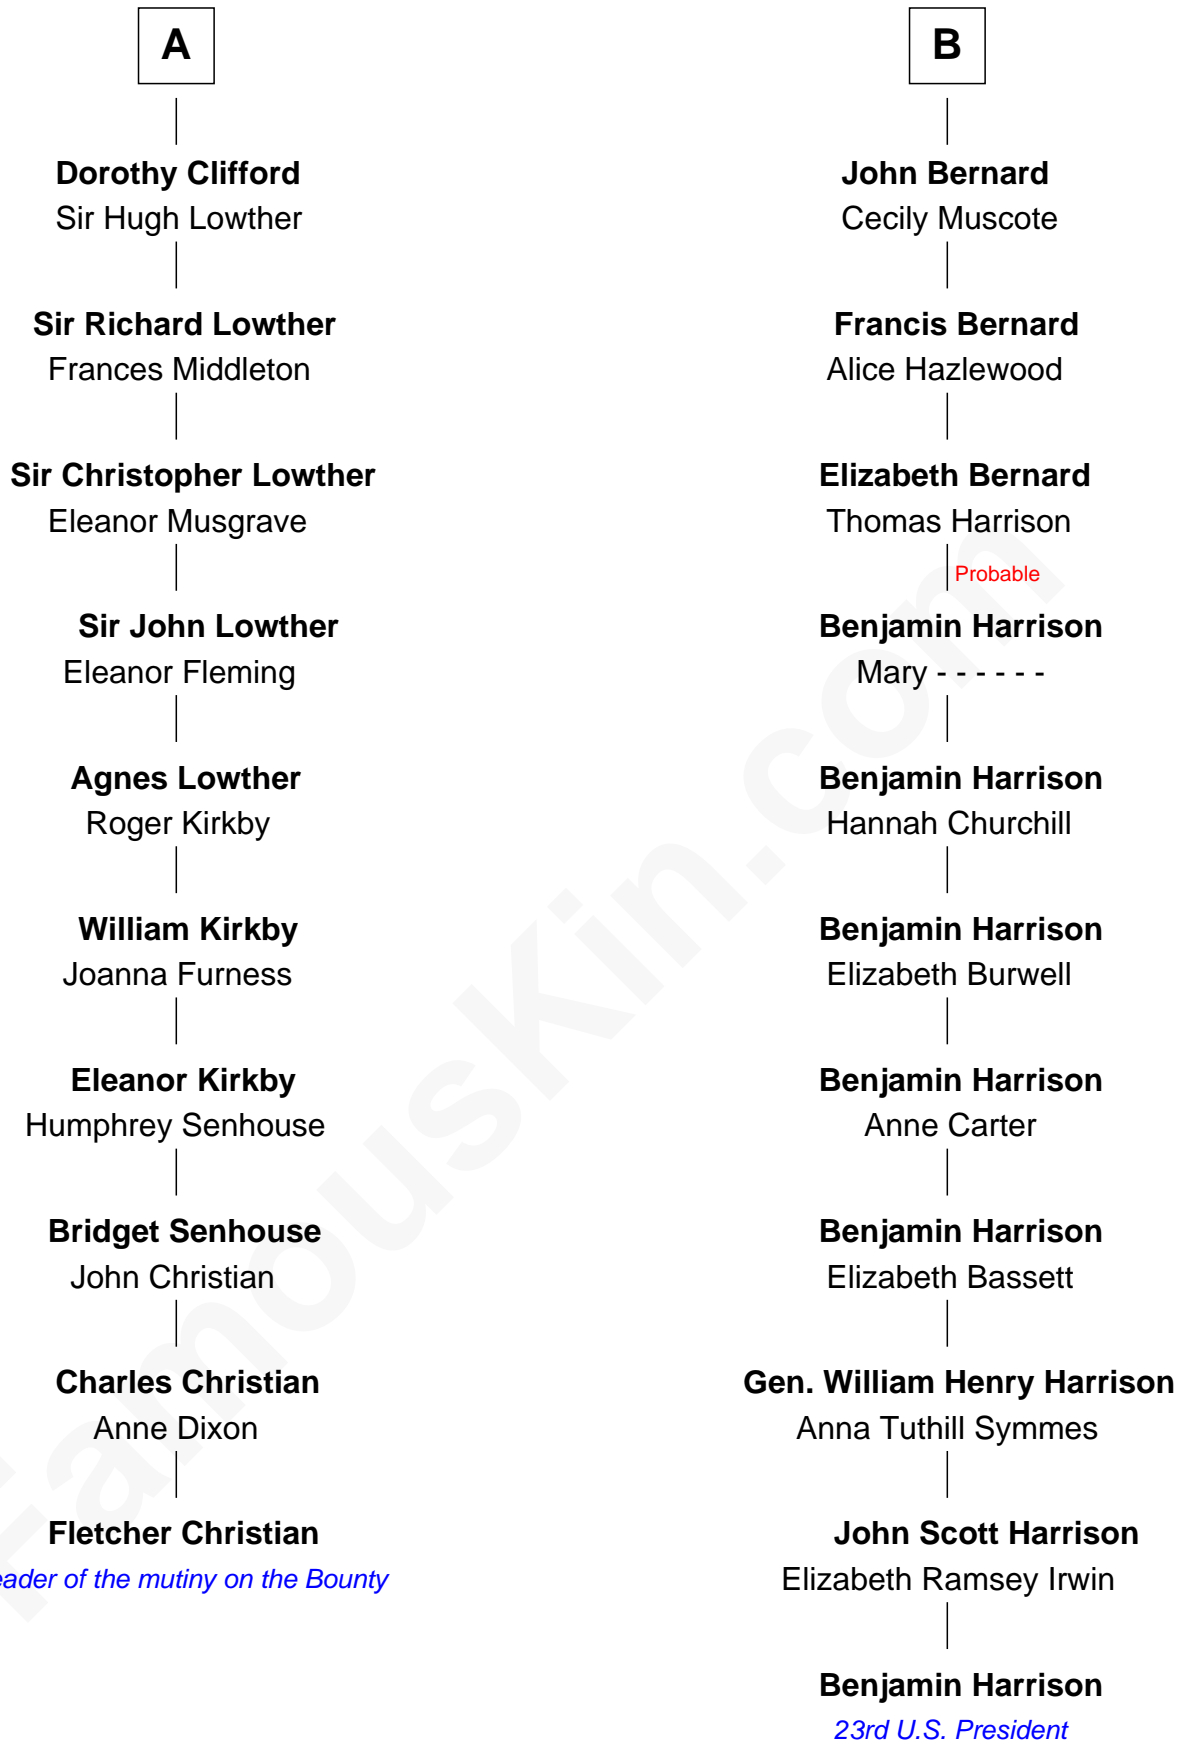 A
Dorothy Clifford
Sir Hugh Lowther
Sir Richard Lowther
Frances Middleton
Sir Christopher Lowther
Eleanor Musgrave
Sir John Lowther
Eleanor Fleming
Agnes Lowther
Roger Kirkby
William Kirkby
Joanna Furness
Eleanor Kirkby
Humphrey Senhouse
Bridget Senhouse
John Christian
Charles Christian
Anne Dixon
Fletcher Christian
eader of the mutiny on the Bounty
B
John Bernard
Cecily Muscote
Francis Bernard
Alice Hazlewood
Elizabeth Bernard
Thomas Harrison
Probable
Benjamin Harrison
Mary - - - - - -
Benjamin Harrison
Hannah Churchill
Benjamin Harrison
Elizabeth Burwell
Benjamin Harrison
Anne Carter
Benjamin Harrison
Elizabeth Bassett
Gen. William Henry Harrison
Anna Tuthill Symmes
John Scott Harrison
Elizabeth Ramsey Irwin
Benjamin Harrison
23rd U.S. President
FamousKin.com